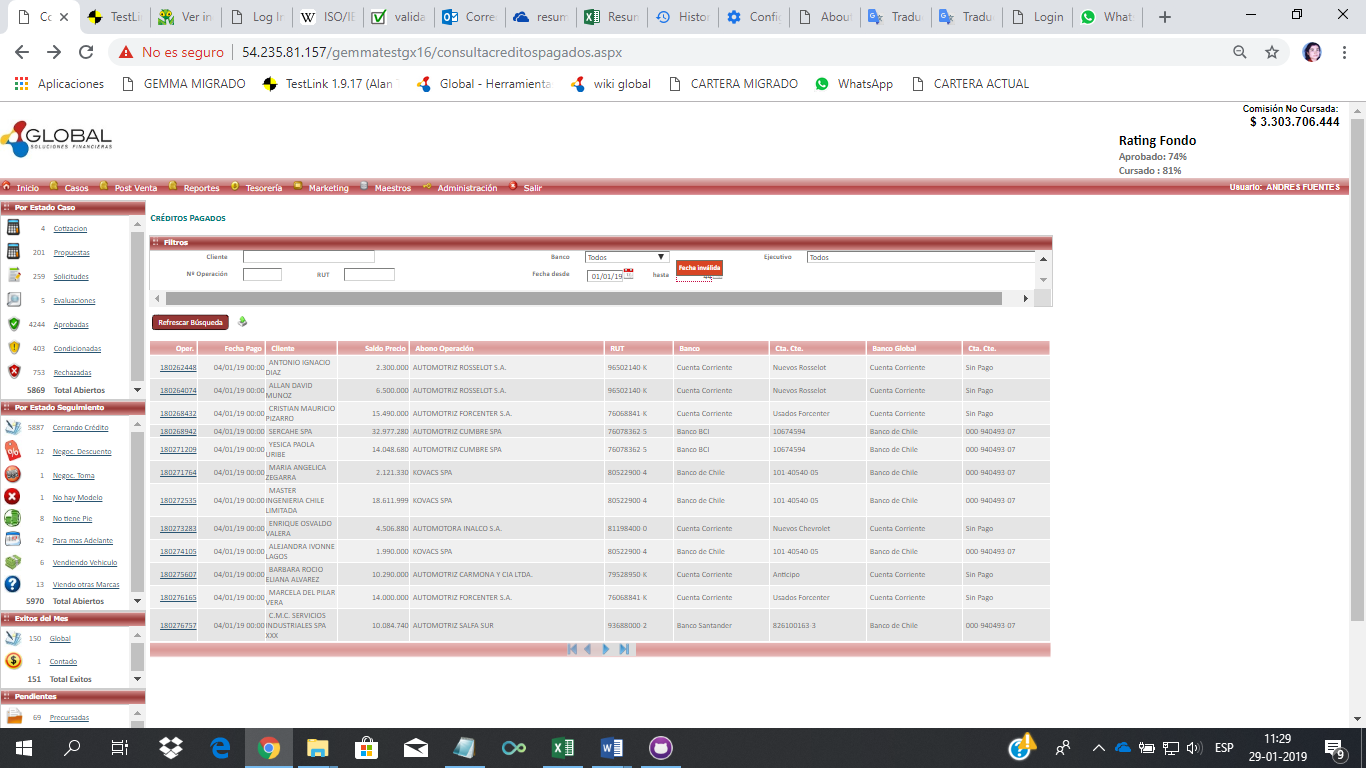 Co
TestLink
Ver in
Log In
ISO/IE
valida
Corre
resum
Resum
Histor
Config
About
Tradu
Tradu
Login
What
No es seguro | 54.235.81.157/gemmatestgx16/consultacreditospagados.aspx
Aplicaciones GEMMA MIGRADO TestLink 1.9.17 (Alan Global - Herramienta wiki global CARTERA MIGRADO WhatsApp CARTERA ACTUAL
Comisión No Cursada:
$ 3.303.706.444
GLOBAL
SOLUCIONES FINANCIERAS
Rating Fondo
Aprobado: 74%
Cursado : 81%
Inicio Casos Post Venta Reportes Tesorería Marketing Maestros Administración Salir Usuario: ANDRES FUENTES
Por Estado Caso
4 Cotizacion
201 Propuestas
259 Solicitudes
5 Evaluaciones
4244 Aprobadas
403 Condicionadas
753 Rechazadas
5869 Total Abiertos
Por Estado Seguimiento
5887 Cerrando Crédito
12 Negoc. Descuento
1 Negoc. Toma
1 No hay Modelo
8 No tiene Pie
42 Para mas Adelante
6 Vendiendo Vehiculo
13 Viendo otras Marcas
5970 Total Abiertos
Exitos del Mes
150 Global
1 Contado
151 Total Exitos
Pendientes
69 Precursadas
CRÉDITOS PAGADOS
Filtros
Cliente Banco Todos Ejecutivo Todos
Nº Operación RUT Fecha desde 01/01/19 hasta Fecha inválida
Refrescar Búsqueda
Oper. Fecha Pago Cliente Saldo Precio Abono Operación RUT Banco Cta. Cte. Banco Global Cta. Cte.
180262448 04/01/19 00:00 ANTONIO IGNACIO DIAZ 2.300.000 AUTOMOTRIZ ROSSELOT S.A. 96502140-K Cuenta Corriente Nuevos Rosselot Cuenta Corriente Sin Pago
180264074 04/01/19 00:00 ALLAN DAVID MUNOZ 6.500.000 AUTOMOTRIZ ROSSELOT S.A. 96502140-K Cuenta Corriente Nuevos Rosselot Cuenta Corriente Sin Pago
180268432 04/01/19 00:00 CRISTIAN MAURICIO PIZARRO 15.490.000 AUTOMOTRIZ FORCENTER S.A. 76068841-K Cuenta Corriente Usados Forcenter Cuenta Corriente Sin Pago
180268942 04/01/19 00:00 SERCAHE SPA 32.977.280 AUTOMOTRIZ CUMBRE SPA 76078362-5 Banco BCI 10674594 Banco de Chile 000-940493-07
180271209 04/01/19 00:00 YESICA PAOLA URIBE 14.048.680 AUTOMOTRIZ CUMBRE SPA 76078362-5 Banco BCI 10674594 Banco de Chile 000-940493-07
180271764 04/01/19 00:00 MARIA ANGELICA ZEGARRA 2.121.330 KOVACS SPA 80522900-4 Banco de Chile 101-40540-05 Banco de Chile 000-940493-07
180272535 04/01/19 00:00 MASTER INGENIERIA CHILE LIMITADA 18.611.999 KOVACS SPA 80522900-4 Banco de Chile 101-40540-05 Banco de Chile 000-940493-07
180273283 04/01/19 00:00 ENRIQUE OSVALDO VALERA 4.506.880 AUTOMOTORA INALCO S.A. 81198400-0 Cuenta Corriente Nuevos Chevrolet Cuenta Corriente Sin Pago
180274105 04/01/19 00:00 ALEJANDRA IVONNE LAGOS 1.990.000 KOVACS SPA 80522900-4 Banco de Chile 101-40540-05 Banco de Chile 000-940493-07
180275607 04/01/19 00:00 BARBARA ROCIO ELIANA ALVAREZ 10.290.000 AUTOMOTRIZ CARMONA Y CIA LTDA. 79528950-K Cuenta Corriente Anticipo Cuenta Corriente Sin Pago
180276165 04/01/19 00:00 MARCELA DEL PILAR VERA 14.000.000 AUTOMOTRIZ FORCENTER S.A. 76068841-K Cuenta Corriente Usados Forcenter Cuenta Corriente Sin Pago
180276757 04/01/19 00:00 C.M.C. SERVICIOS INDUSTRIALES SPA XXX 10.084.740 AUTOMOTRIZ SALFA SUR 93688000-2 Banco Santander 826100163-3 Banco de Chile 000-940493-07
ESP
11:29
29-01-2019
9